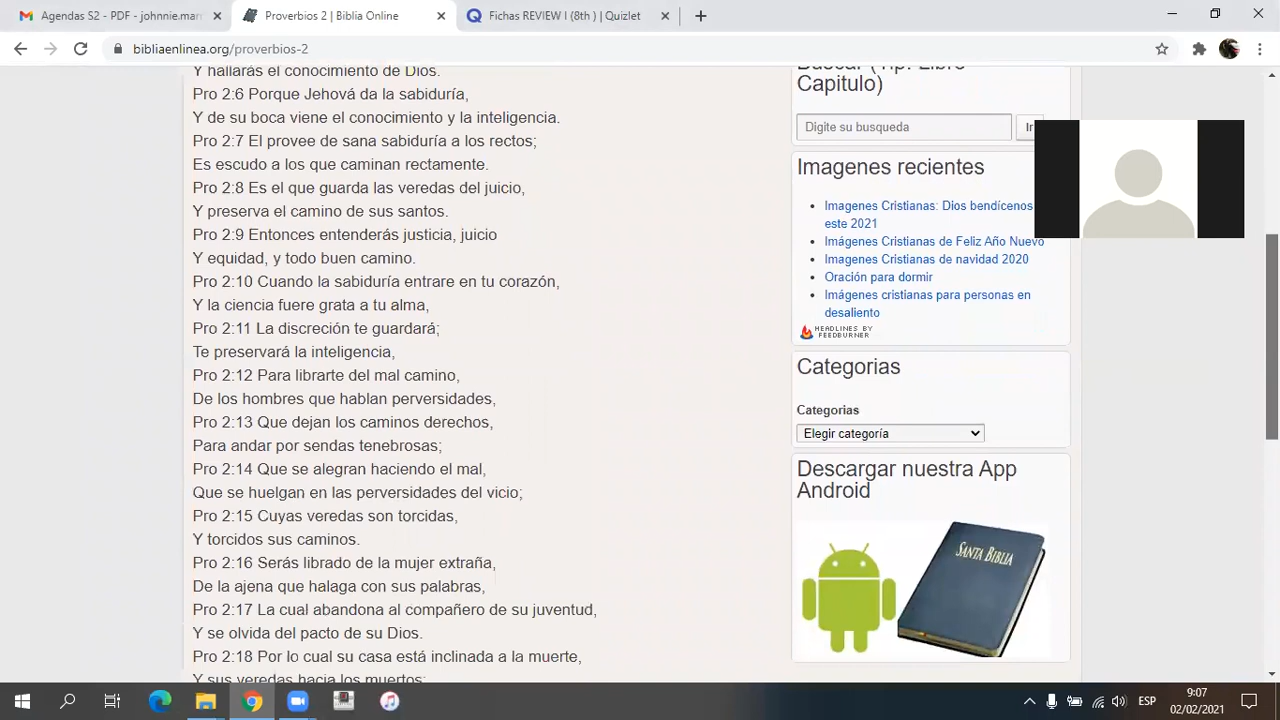 Agendas S2 - PDF - johnnie.marr
Proverbios 2 | Biblia Online
Fichas REVIEW I (8th ) | Quizlet
bibliaenlinea.org/proverbios-2
Y hallarás el conocimiento de Dios.
Pro 2:6 Porque Jehová da la sabiduría,
Y de su boca viene el conocimiento y la inteligencia.
Pro 2:7 El provee de sana sabiduría a los rectos;
Es escudo a los que caminan rectamente.
Pro 2:8 Es el que guarda las veredas del juicio,
Y preserva el camino de sus santos.
Pro 2:9 Entonces entenderás justicia, juicio
Y equidad, y todo buen camino.
Pro 2:10 Cuando la sabiduría entrare en tu corazón,
Y la ciencia fuere grata a tu alma,
Pro 2:11 La discreción te guardará;
Te preservará la inteligencia,
Pro 2:12 Para librarte del mal camino,
De los hombres que hablan perversidades,
Pro 2:13 Que dejan los caminos derechos,
Para andar por sendas tenebrosas;
Pro 2:14 Que se alegran haciendo el mal,
Que se huelgan en las perversidades del vicio;
Pro 2:15 Cuyas veredas son torcidas,
Y torcidos sus caminos.
Pro 2:16 Serás librado de la mujer extraña,
De la ajena que halaga con sus palabras,
Pro 2:17 La cual abandona al compañero de su juventud,
Y se olvida del pacto de su Dios.
Pro 2:18 Por lo cual su casa está inclinada a la muerte,
Y sus veredas hacia los muertos;
Buscar (Tip: Libro
Capitulo)
Digite su busqueda
Ir
Imagenes recientes
Imagenes Cristianas: Dios bendícenos
este 2021
Imágenes Cristianas de Feliz Año Nuevo
Imagenes Cristianas de navidad 2020
Oración para dormir
Imágenes cristianas para personas en
desaliento
HEADLINES BY
FEEDBURNER
Categorias
Categorias
Elegir categoría
Descargar nuestra App
Android
SANTA BIBLIA
ESP
9:07
02/02/2021